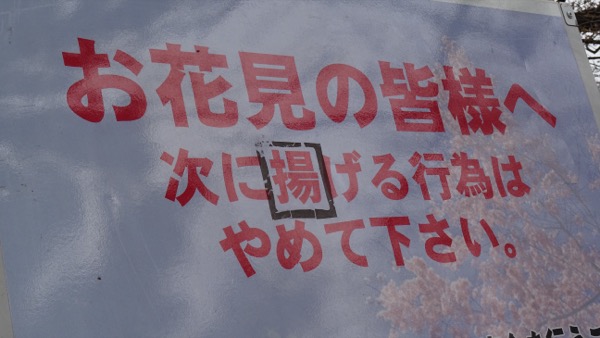 お花見の皆様へ
次に揚げる行為は
やめて下さい。